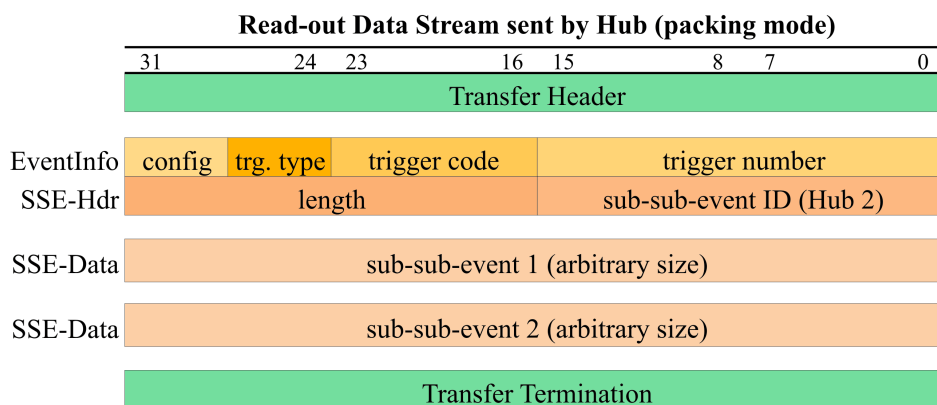 Read-out Data Stream sent by Hub (packing mode)
31 24 23 16 15 8 7 0
Transfer Header
EventInfo config trg. type trigger code trigger number
SSE-Hdr length sub-sub-event ID (Hub 2)
SSE-Data sub-sub-event 1 (arbitrary size)
SSE-Data sub-sub-event 2 (arbitrary size)
Transfer Termination